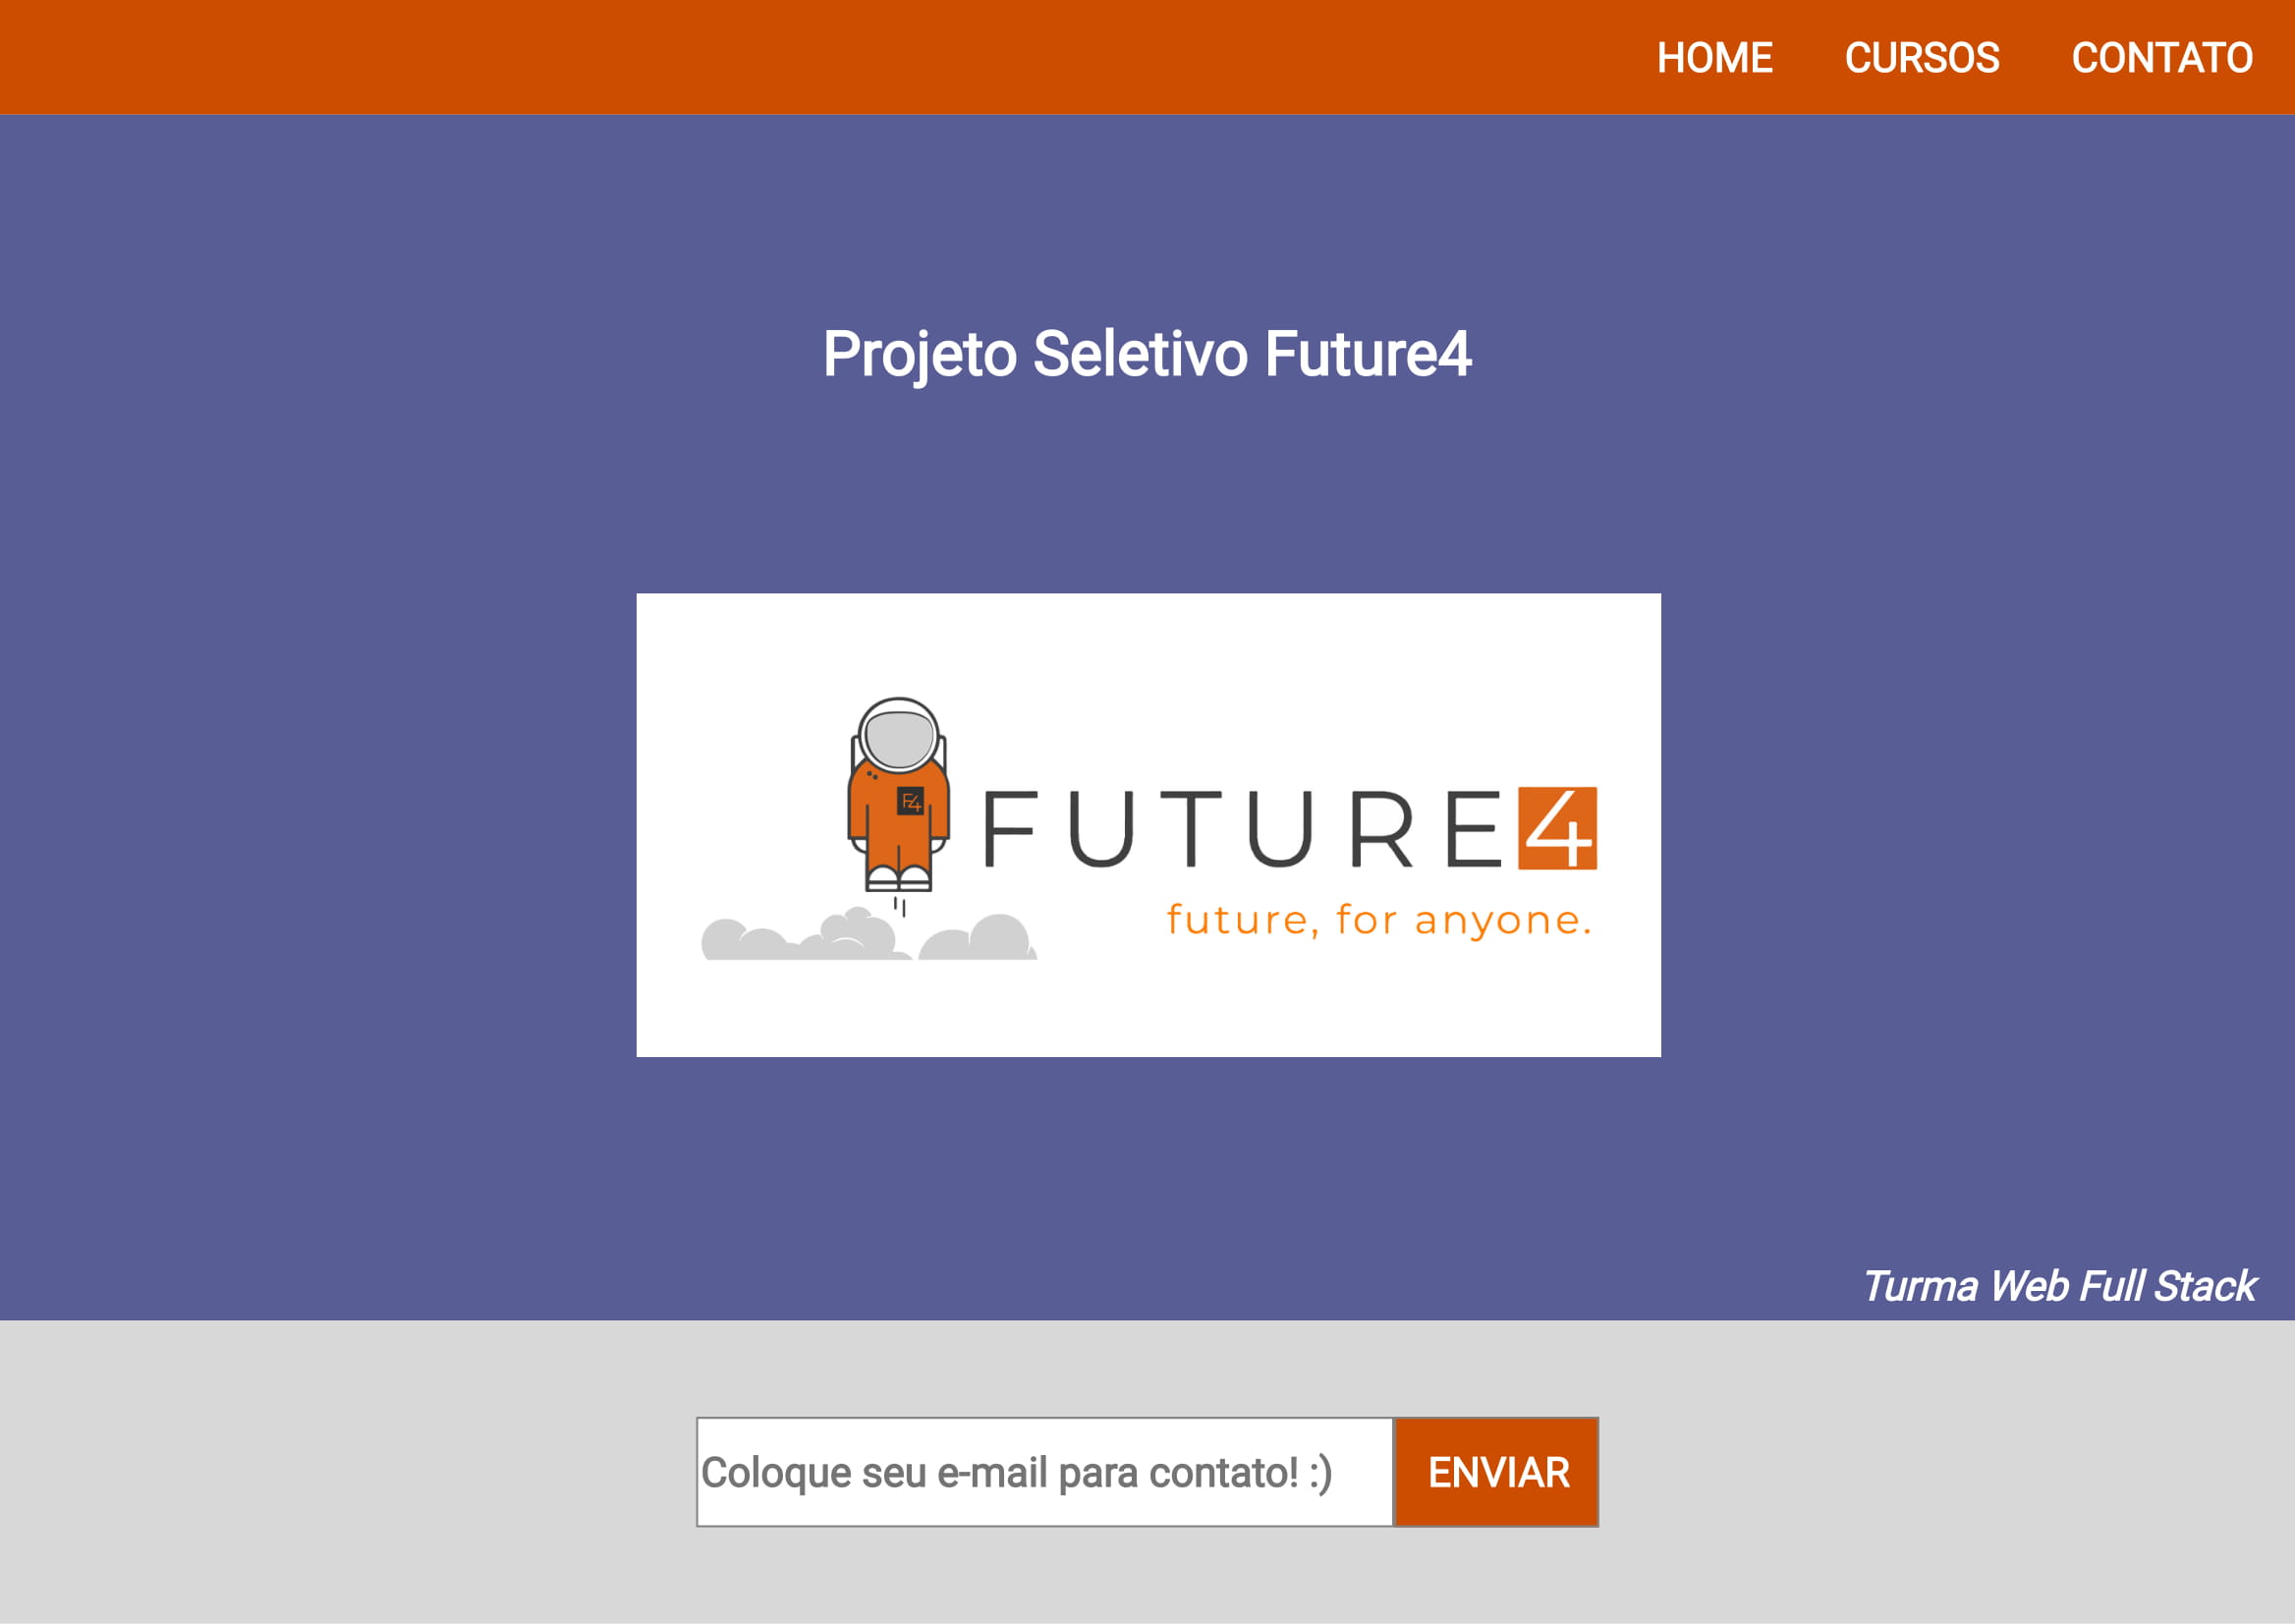 HOME CURSOS CONTATO
Projeto Seletivo Future4
F4
FUTURE4
future, for anyone.
Turma Web Full Stack
Coloque seu e-mail para contato! :) ENVIAR